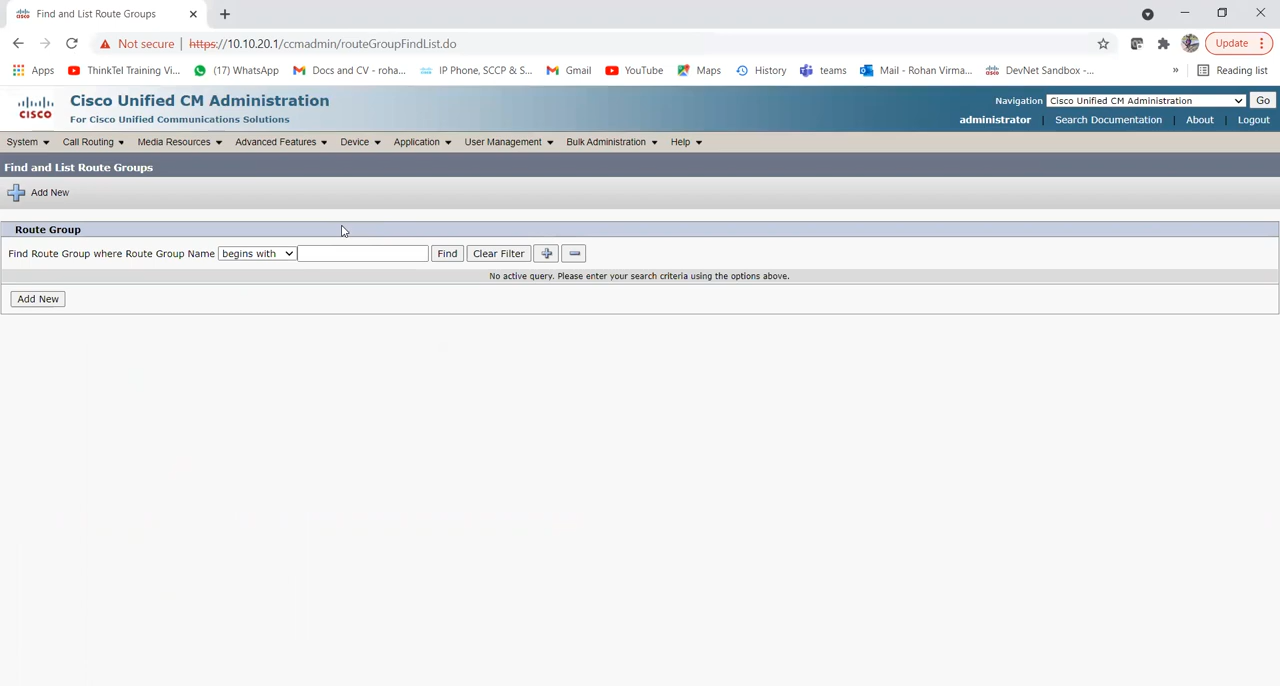 Find and List Route Groups
Not secure | https://10.10.20.1/ccmadmin/routeGroupFindList.do Update
Apps ThinkTel Training Vi... (17) WhatsApp Docs and CV - roha... IP Phone, SCCP & S... Gmail YouTube Maps History teams Mail - Rohan Virma... DevNet Sandbox -... » Reading list
CISCO Cisco Unified CM Administration Navigation Cisco Unified CM Administration Go
For Cisco Unified Communications Solutions administrator | Search Documentation | About | Logout
System Call Routing Media Resources Advanced Features Device Application User Management Bulk Administration Help
Find and List Route Groups
Add New
Route Group
Find Route Group where Route Group Name begins with Find Clear Filter
No active query. Please enter your search criteria using the options above.
Add New